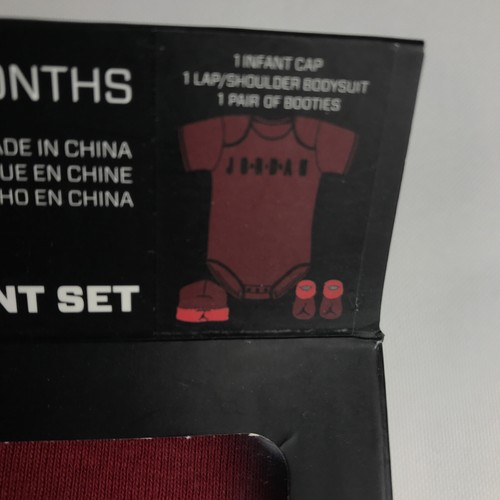 ONTHS
ADE IN CHINA
UE EN CHINE
HO EN CHINA
NT SET
1 INFANT CAP
1 LAP/SHOULDER BODYSUIT
1 PAIR OF BOOTIES
JORDAN